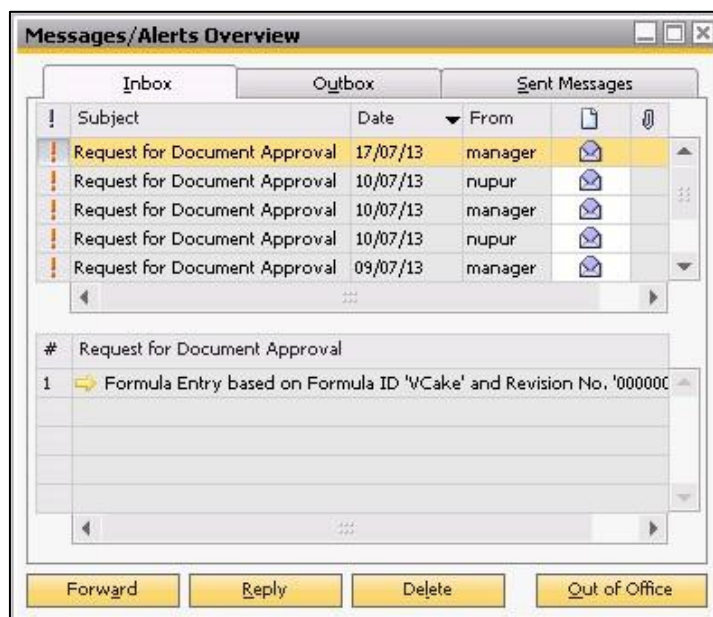 Messages/Alerts Overview
Inbox Outbox Sent Messages
! Subject Date From
! Request for Document Approval 17/07/13 manager
! Request for Document Approval 10/07/13 nupur
! Request for Document Approval 10/07/13 manager
! Request for Document Approval 10/07/13 nupur
! Request for Document Approval 09/07/13 manager
# Request for Document Approval
1 Formula Entry based on Formula ID 'VCake' and Revision No. '000000
Forward Reply Delete Out of Office